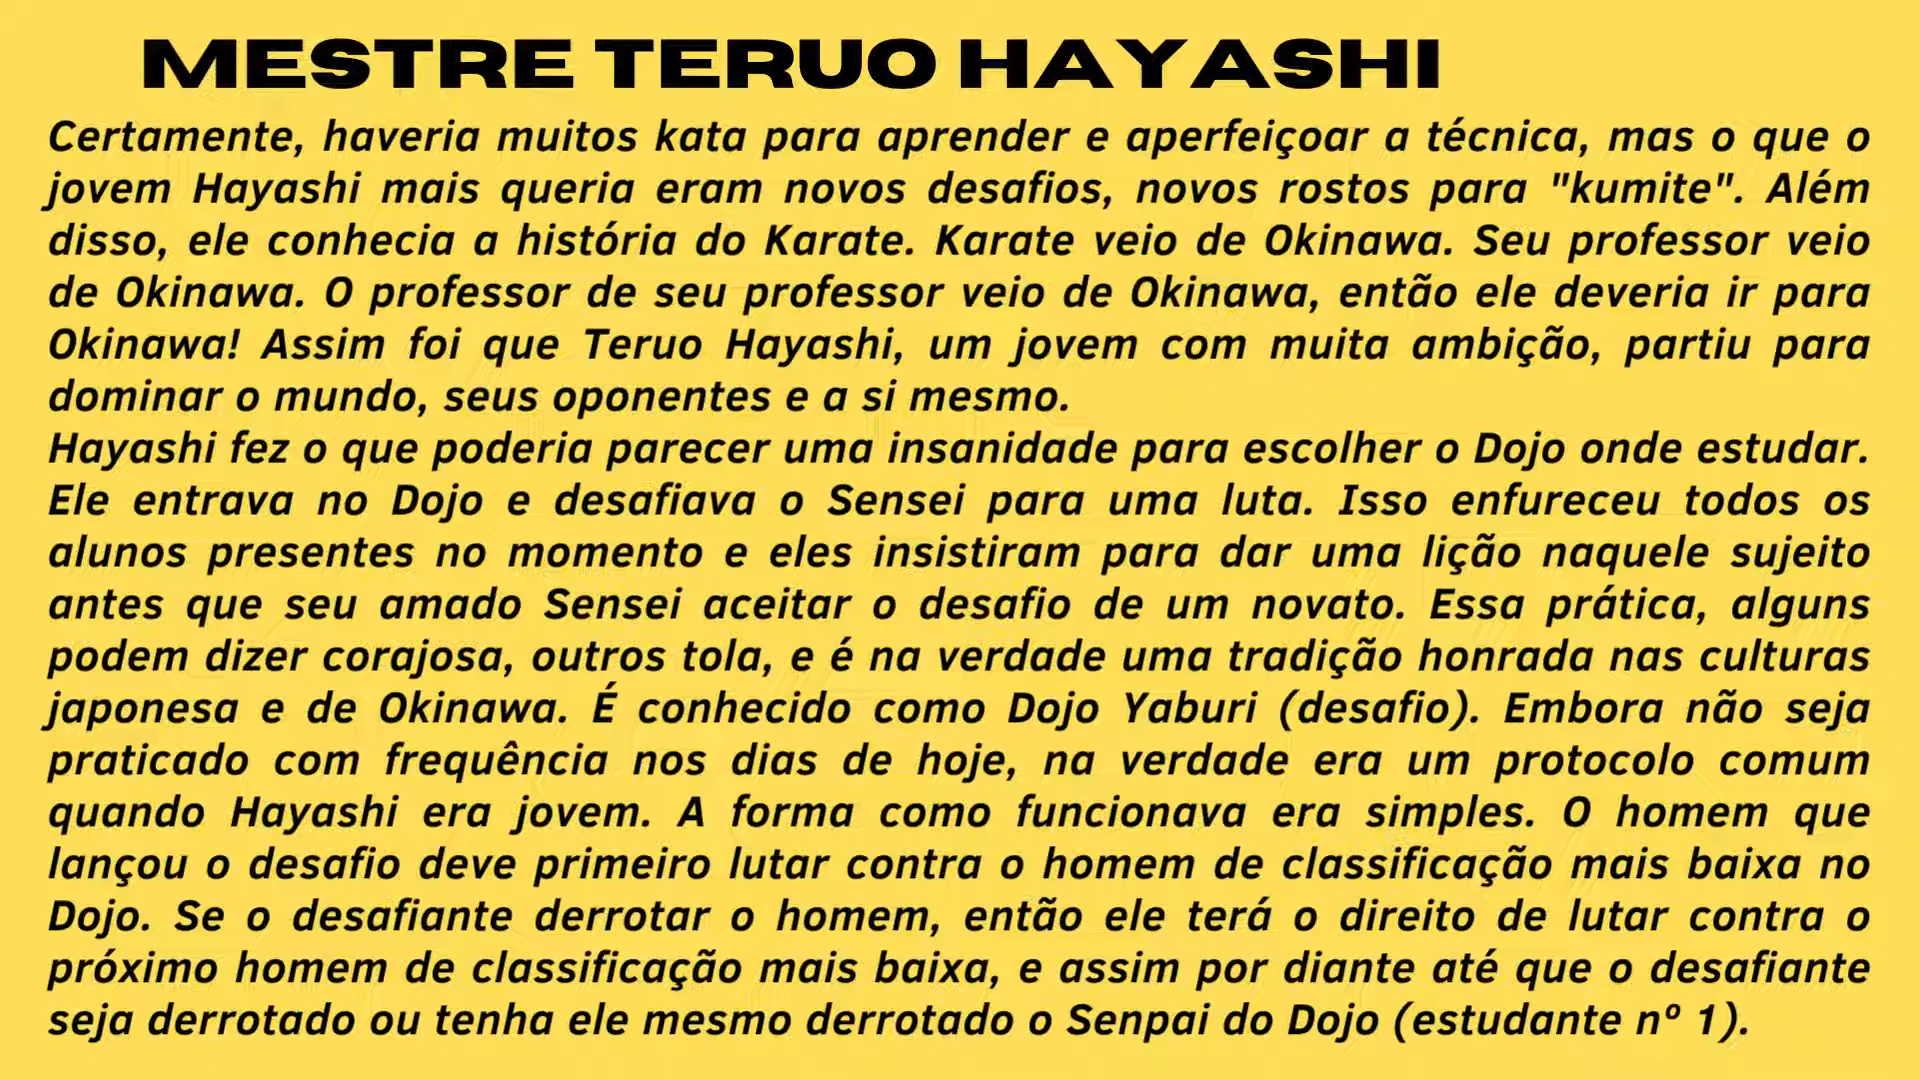 MESTRE TERUO HAYASHI
Certamente, haveria muitos kata para aprender e aperfeiçoar a técnica, mas o que o
jovem Hayashi mais queria eram novos desafios, novos rostos para "kumite". Além
disso, ele conhecia a história do Karate. Karate veio de Okinawa. Seu professor veio
de Okinawa. O professor de seu professor veio de Okinawa, então ele deveria ir para
Okinawa! Assim foi que Teruo Hayashi, um jovem com muita ambição, partiu para
dominar o mundo, seus oponentes e a si mesmo.
Hayashi fez o que poderia parecer uma insanidade para escolher o Dojo onde estudar.
Ele entrava no Dojo e desafiava o Sensei para uma luta. Isso enfureceu todos os
alunos presentes no momento e eles insistiram para dar uma lição naquele sujeito
antes que seu amado Sensei aceitar o desafio de um novato. Essa prática, alguns
podem dizer corajosa, outros tola, e é na verdade uma tradição honrada nas culturas
japonesa e de Okinawa. É conhecido como Dojo Yaburi (desafio). Embora não seja
praticado com frequência nos dias de hoje, na verdade era um protocolo comum
quando Hayashi era jovem. A forma como funcionava era simples. O homem que
lançou o desafio deve primeiro lutar contra o homem de classificação mais baixa no
Dojo. Se o desafiante derrotar o homem, então ele terá o direito de lutar contra o
próximo homem de classificação mais baixa, e assim por diante até que o desafiante
seja derrotado ou tenha ele mesmo derrotado o Senpai do Dojo (estudante nº 1).